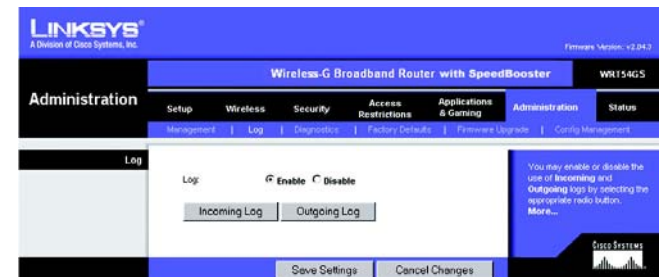 LINKSYS®
A Division of Cisco Systems, Inc.
Firmware Version: v2.04.3
Wireless-G Broadband Router with SpeedBooster WRT54GS
Administration
Setup Wireless Security Access Restrictions Applications & Gaming Administration Status
Management | Log | Diagnostics | Factory Defaults | Firmware Upgrade | Config Management
Log
Log: Enable Disable
Incoming Log Outgoing Log
You may enable or disable the
use of Incoming and
Outgoing logs by selecting the
appropriate radio button.
More...
CISCO SYSTEMS
Save Settings Cancel Changes